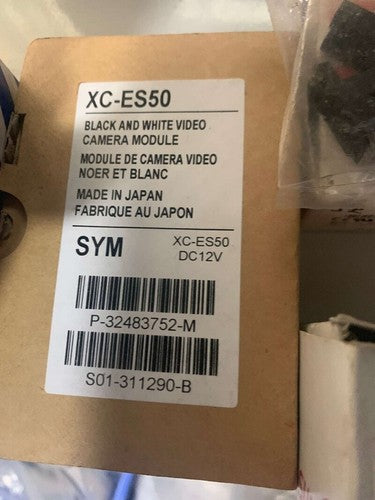 XC-ES50
BLACK AND WHITE VIDEO
CAMERA MODULE
MODULE DE CAMERA VIDEO
NOER ET BLANC
MADE IN JAPAN
FABRIQUE AU JAPON
SYM
XC-ES50
DC12V
P-32483752-M
S01-311290-B